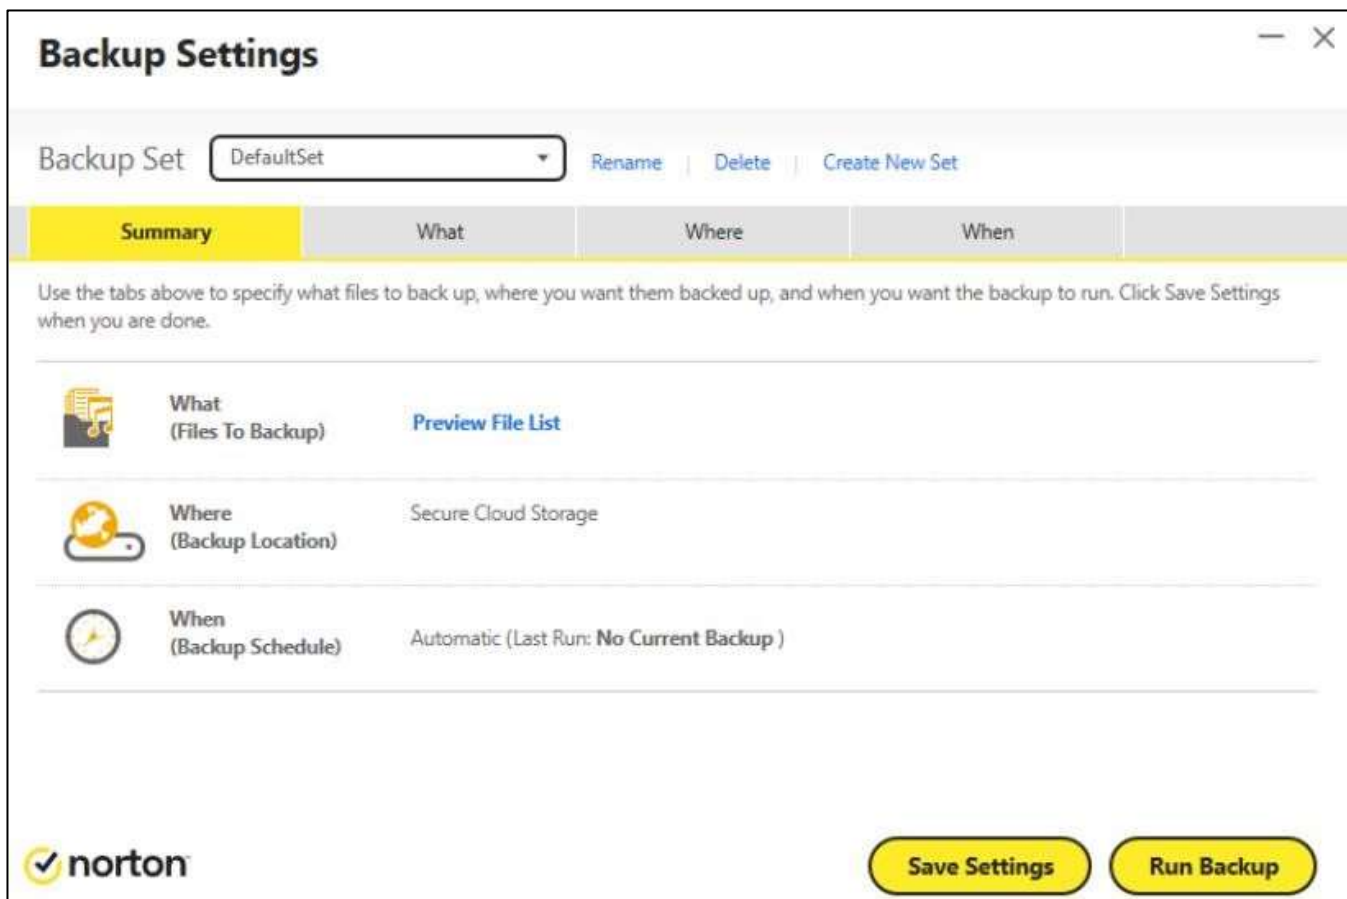 Backup Settings
Backup Set DefaultSet Rename | Delete | Create New Set
Summary What Where When
Use the tabs above to specify what files to back up, where you want them backed up, and when you want the backup to run. Click Save Settings
when you are done.
What
(Files To Backup)
Preview File List
Where
(Backup Location)
Secure Cloud Storage
When
(Backup Schedule)
Automatic (Last Run: No Current Backup )
norton
Save Settings
Run Backup